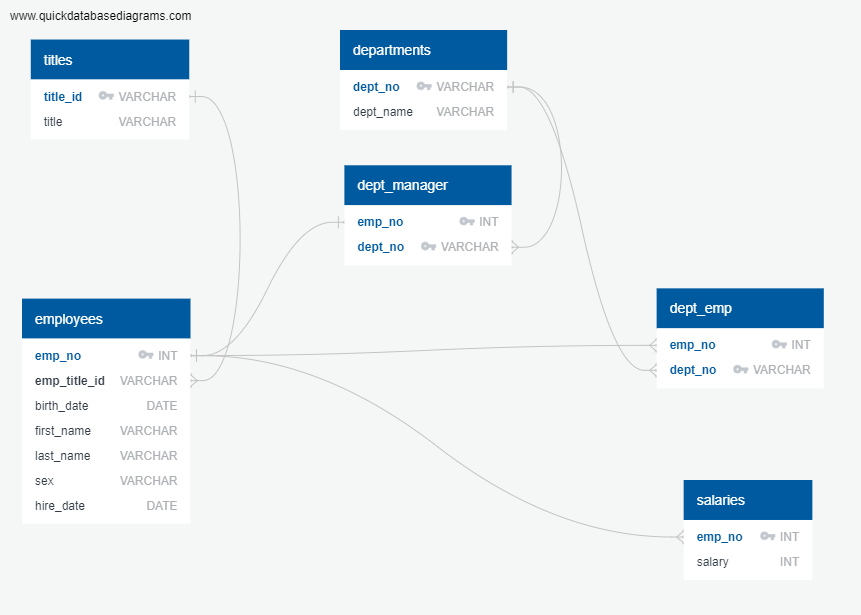 www.quickdatabasediagrams.com
titles
title_id VARCHAR
title VARCHAR
departments
dept_no VARCHAR
dept_name VARCHAR
dept_manager
emp_no INT
dept_no VARCHAR
employees
emp_no INT
emp_title_id VARCHAR
birth_date DATE
first_name VARCHAR
last_name VARCHAR
sex VARCHAR
hire_date DATE
dept_emp
emp_no INT
dept_no VARCHAR
salaries
emp_no INT
salary INT